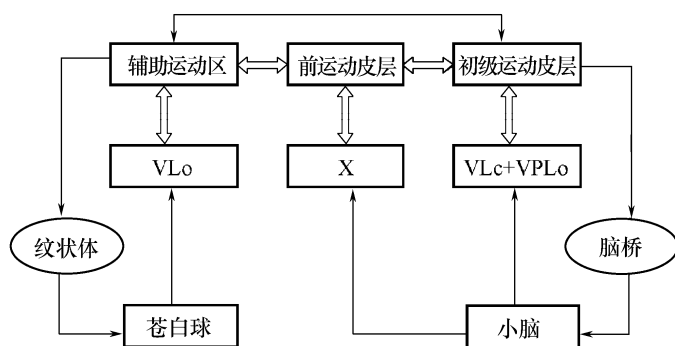 辅助运动区
前运动皮层
初级运动皮层
VLo
X
VLc+VPLo
纹状体
脑桥
苍白球
小脑